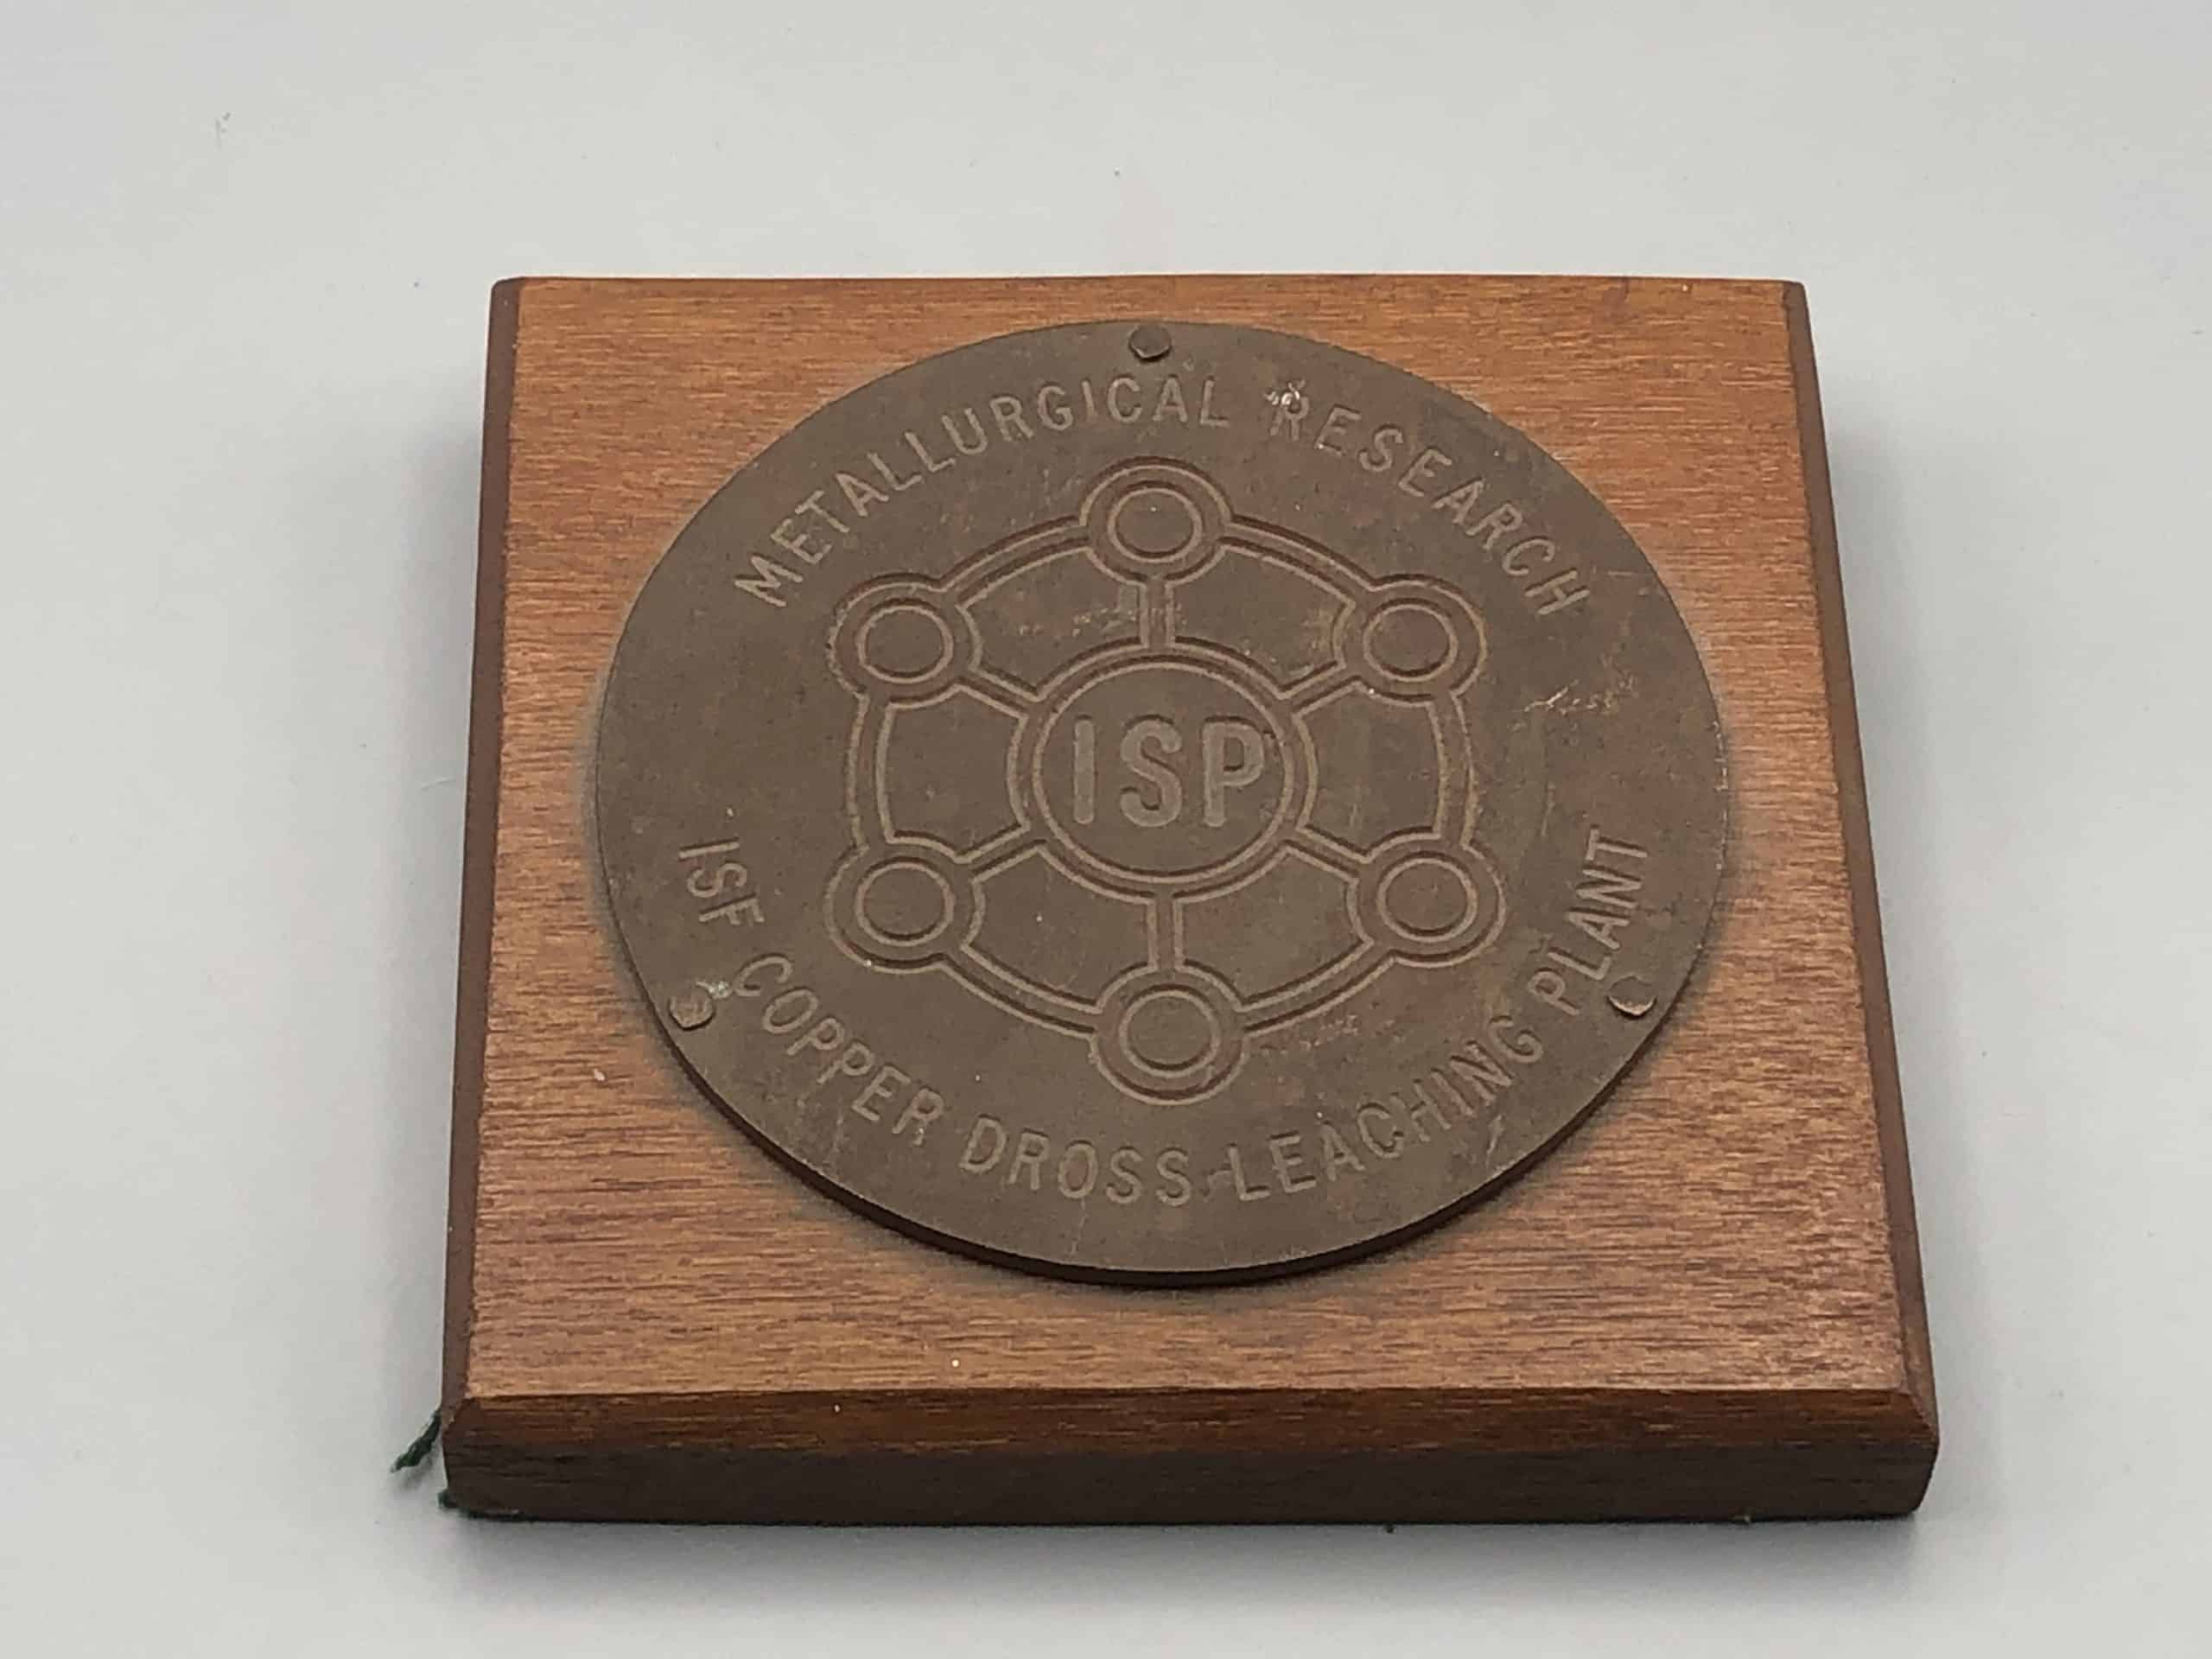 METALLURGICAL RESEARCH
ISP
ISF COPPER DROSS LEACHING PLANT